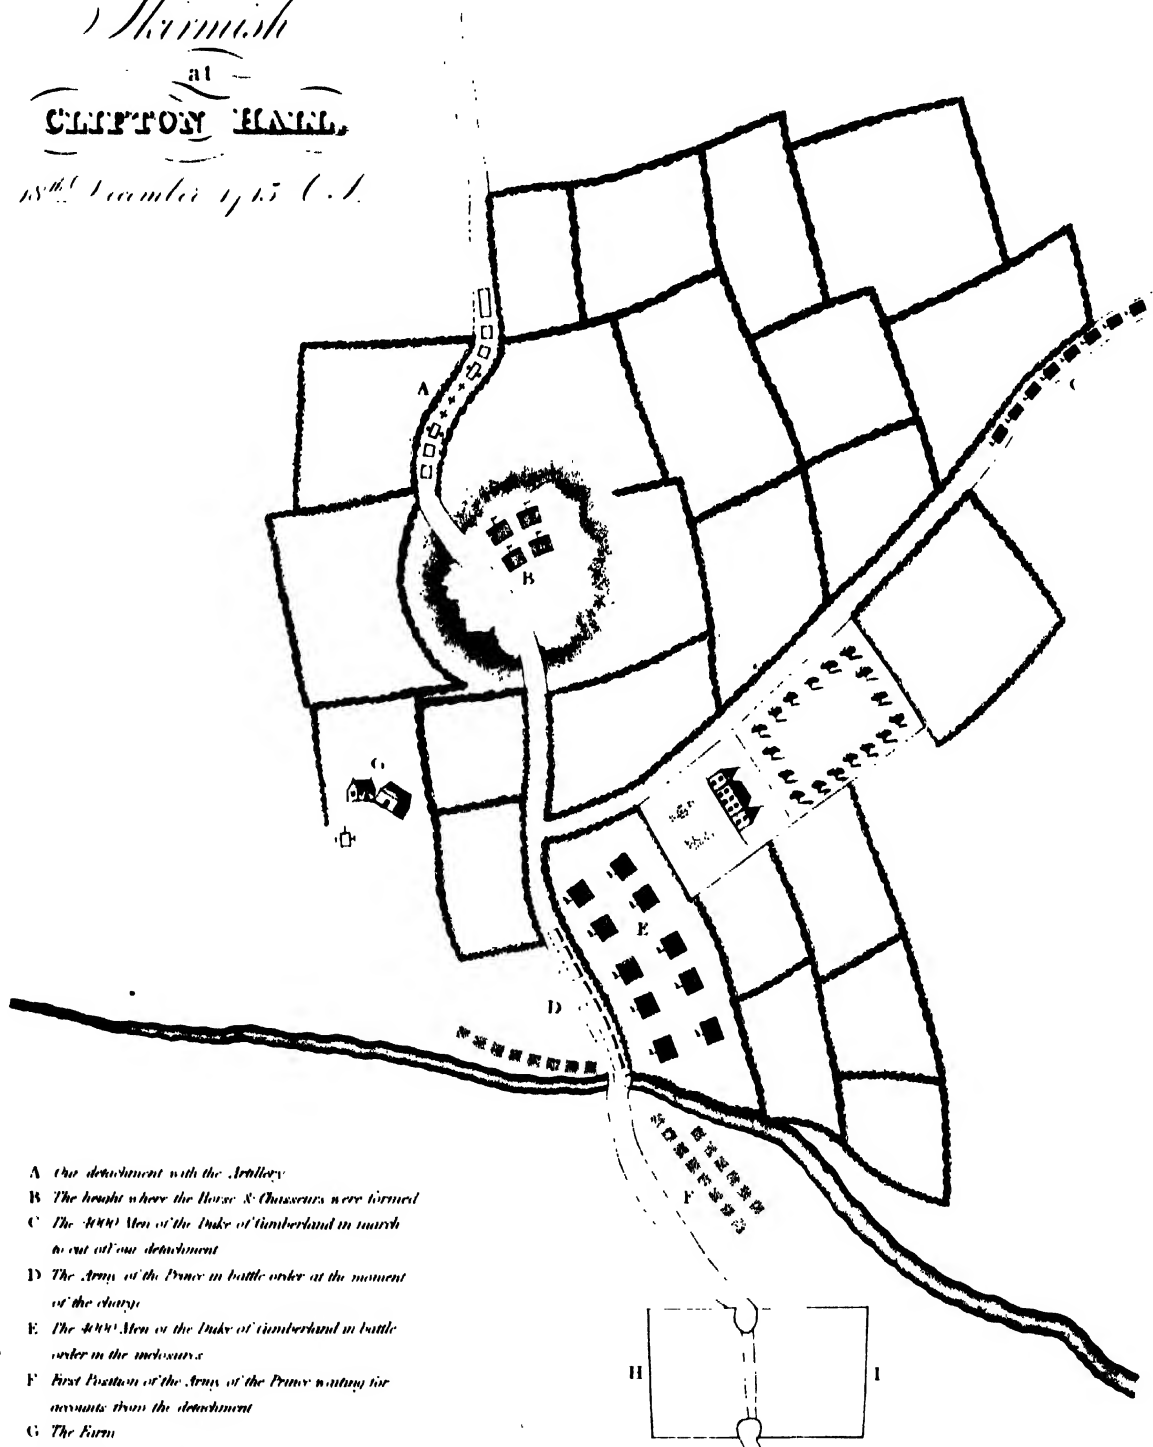 Skirmish
at
CLIFTON HALL,
18th December 1745 O.S.
A
B
C
D
E
F
G
H
I
A Our detachment with the Artillery
B The height where the Horse & Chasseurs were formed
C The 4000 Men of the Duke of Cumberland in march
to cut off our detachment
D The Army of the Prince in battle order at the moment
of the charge
E The 4000 Men of the Duke of Cumberland in battle
order in the inclosures
F First Position of the Army of the Prince waiting for
accounts from the detachment
G The Farm